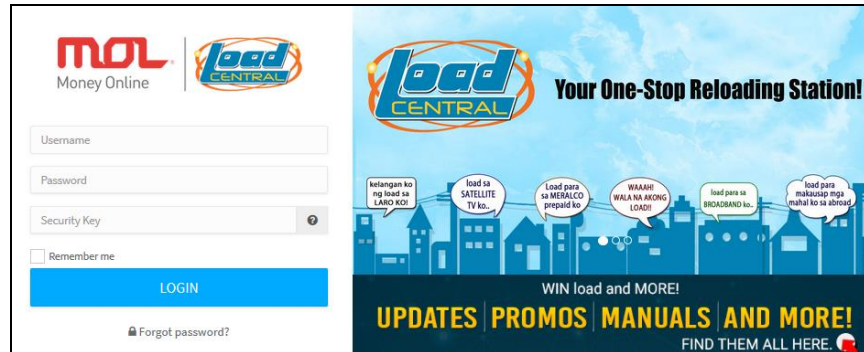 mol
Money Online
Load
CENTRAL
Username
Password
Security Key
?
Remember me
LOGIN
Forgot password?
Load
CENTRAL
Your One-Stop Reloading Station!
kelangan ko
ng load sa
LARO KO!
load sa
SATELLITE
TV ko..
Load para
sa MERALCO
prepaid ko
WAAAH!
WALA NA AKONG
LOAD!!
load para sa
BROADBAND ko..
load para
makausap mga
mahal ko sa abroad
WIN load and MORE!
UPDATES | PROMOS | MANUALS | AND MORE!
FIND THEM ALL HERE.